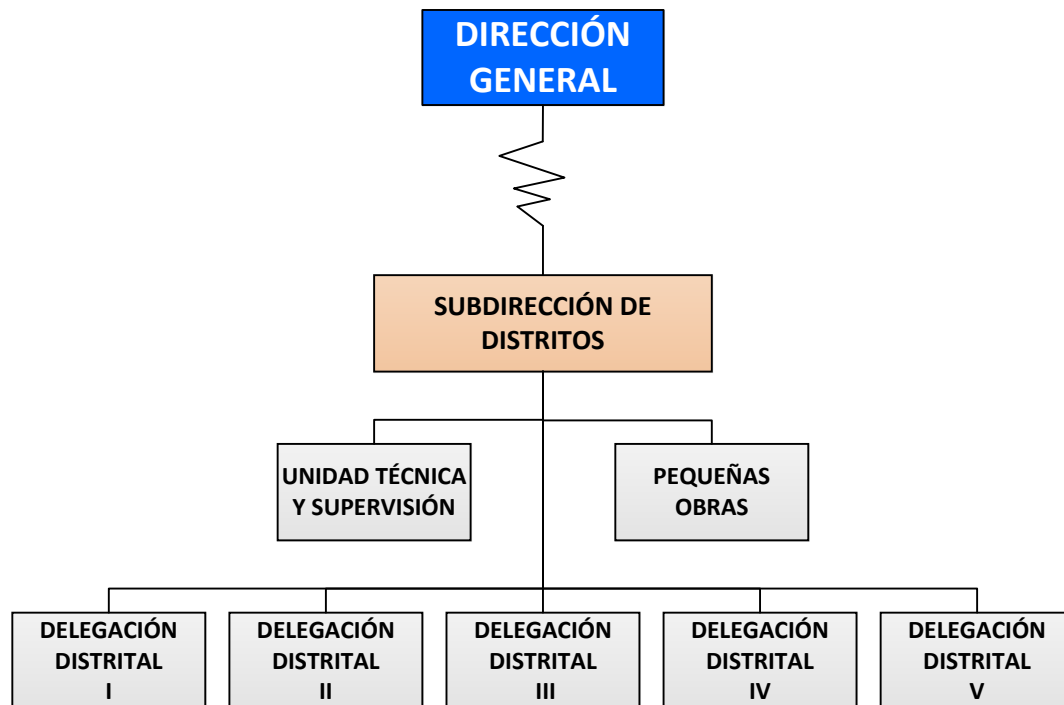 DIRECCIÓN
GENERAL
SUBDIRECCIÓN DE
DISTRITOS
UNIDAD TÉCNICA
Y SUPERVISIÓN
PEQUEÑAS
OBRAS
DELEGACIÓN
DISTRITAL
I
DELEGACIÓN
DISTRITAL
II
DELEGACIÓN
DISTRITAL
III
DELEGACIÓN
DISTRITAL
IV
DELEGACIÓN
DISTRITAL
V